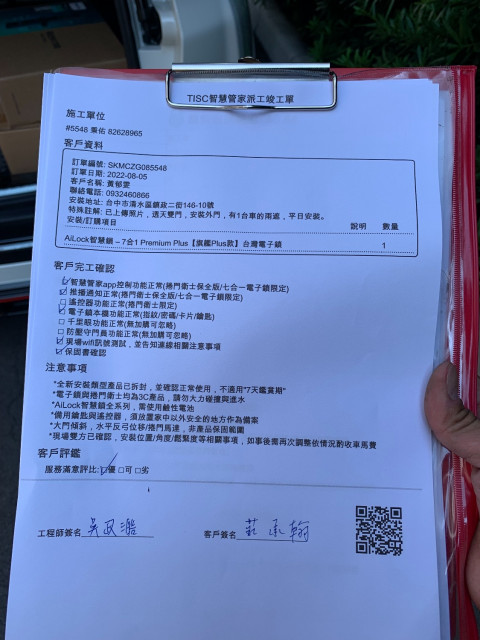 TISC智慧管家派工竣工單
施工單位
#5548 秉佑 82628965
客戶資料
訂單編號: SKMCZG085548
訂單日期: 2022-08-05
客戶名稱: 黃郁雯
聯絡電話: 0932460866
安裝地址: 台中市清水區鎮政二街146-10號
特殊註解: 已上傳照片，透天雙門，安裝外門，有1台車的雨遮，平日安裝。
安裝/訂購項目 說明 數量
AiLock智慧鎖 – 7合1 Premium Plus【旗艦Plus款】台灣電子鎖 1
客戶完工確認
☑智慧管家app控制功能正常(捲門衛士保全版/七合一電子鎖限定)
☑推播通知正常(捲門衛士保全版/七合一電子鎖限定)
□遙控器功能正常(捲門衛士限定)
☑電子鎖本機功能正常(指紋/密碼/卡片/鑰匙)
□千里眼功能正常(無加購可忽略)
□防壓守門員功能正常(無加購可忽略)
☑現場wifi訊號測試，並告知連線相關注意事項
☑保固書確認
注意事項
*全新安裝類型產品已拆封，並確認正常使用，不適用"7天鑑賞期"
*電子鎖與捲門衛士均為3C產品，請勿大力碰撞與進水
*AiLock智慧鎖全系列，需使用鹼性電池
*備用鑰匙與遙控器，須放置家中以外安全的地方作為備案
*大門傾斜，水平反弓位移/捲門馬達，非產品保固範圍
*現場雙方已確認，安裝位置/角度/鬆緊度等相關事項，如事後需再次調整依情況酌收車馬費
客戶評鑑
服務滿意評比:☑優 □可 □劣
工程師簽名 吳政澔 客戶簽名 莊承翰